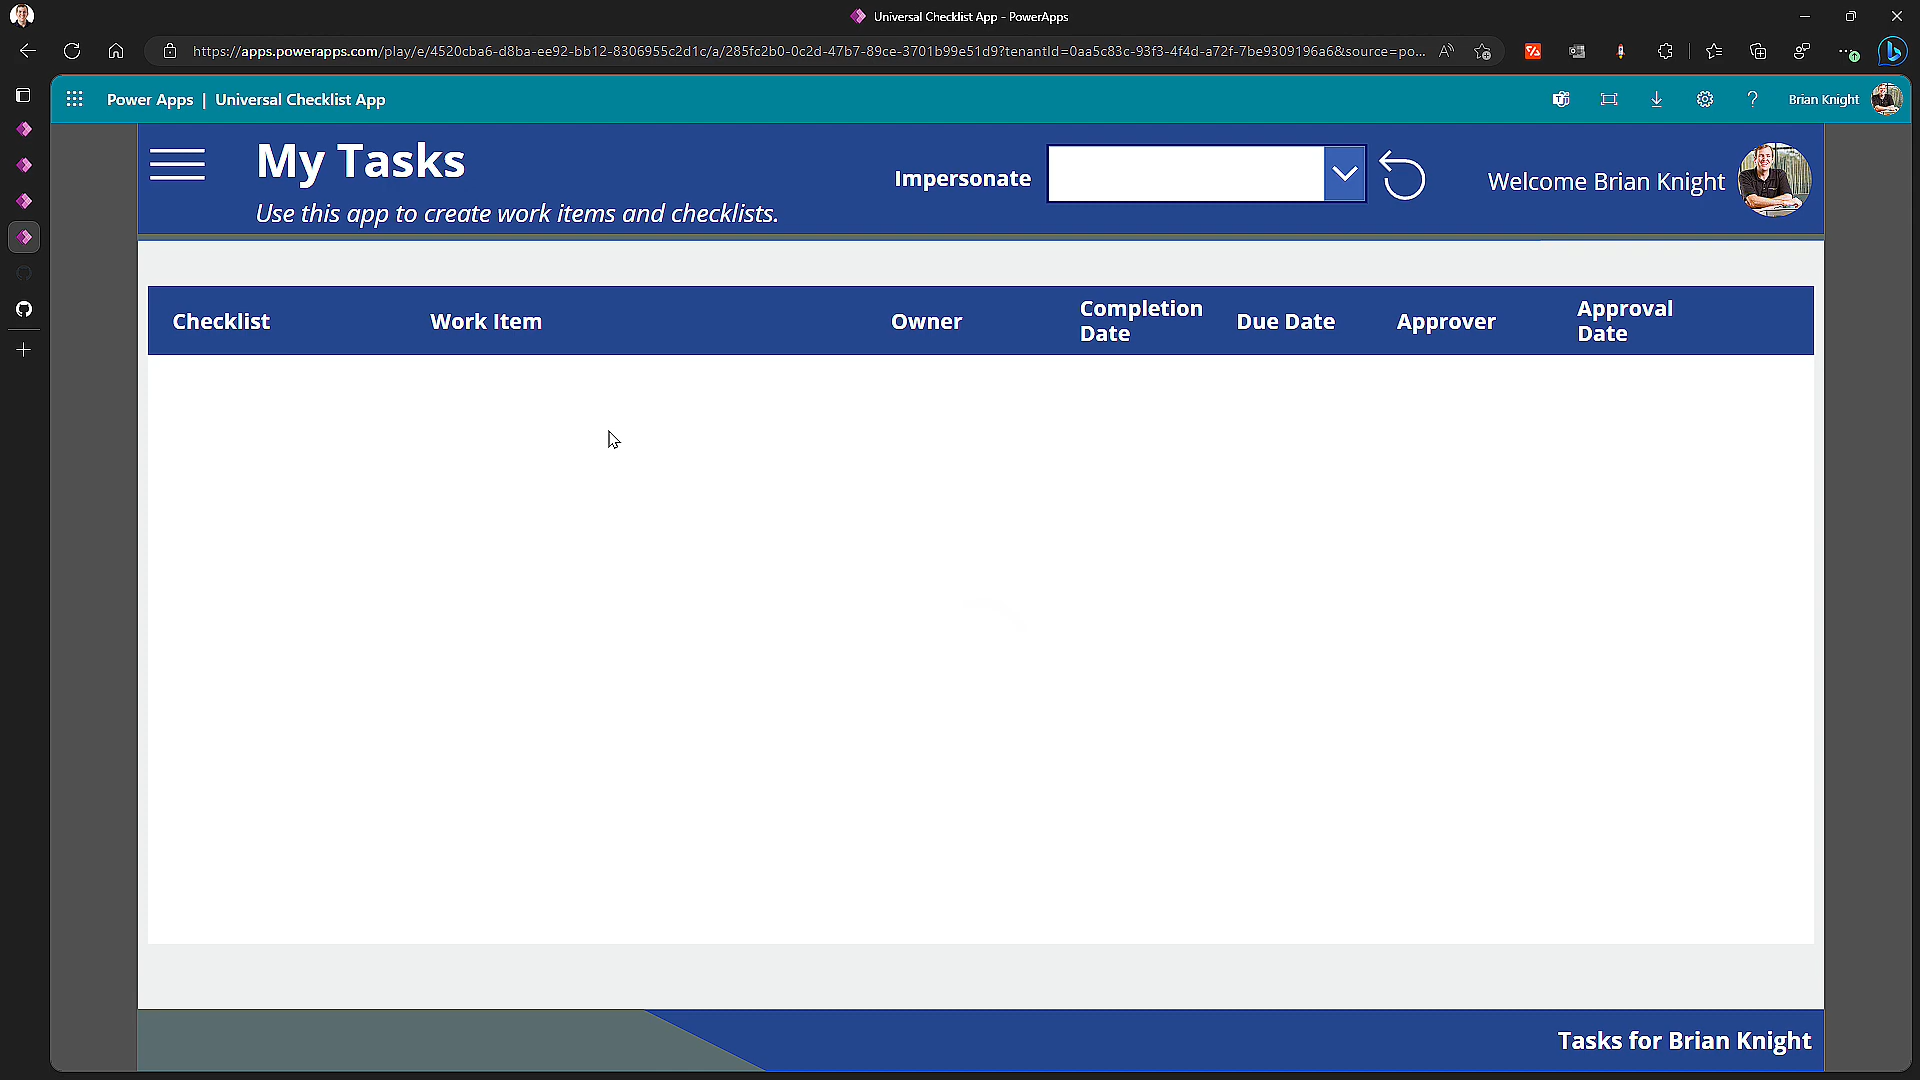 Universal Checklist App - PowerApps
https://apps.powerapps.com/play/e/4520cba6-d8ba-ee92-bb12-8306955c2d1c/a/285fc2b0-0c2d-47b7-89ce-3701b99e51d9?tenantId=0aa5c83c-93f3-4f4d-a72f-7be9309196a6&source=po...
Power Apps | Universal Checklist App
Brian Knight
My Tasks
Use this app to create work items and checklists.
Impersonate
Welcome Brian Knight
Checklist Work Item Owner Completion Date Due Date Approver Approval Date
Tasks for Brian Knight